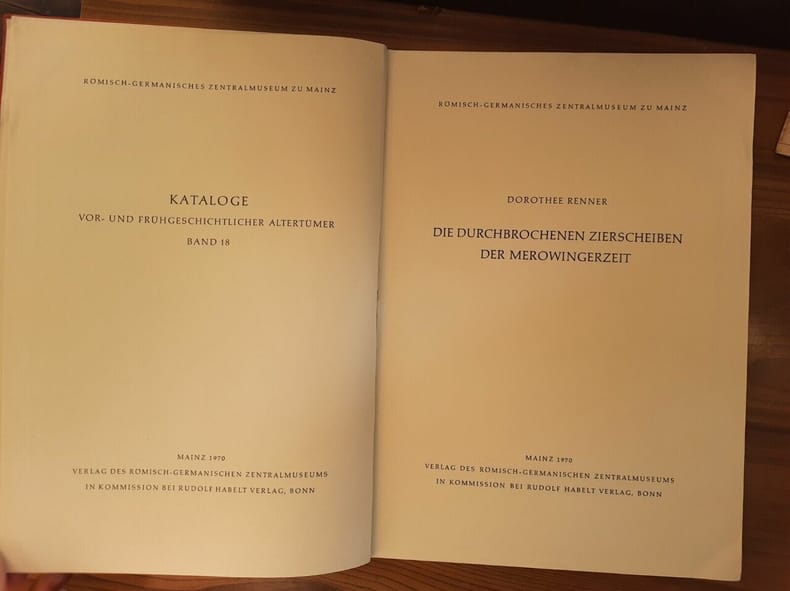 RÖMISCH-GERMANISCHES ZENTRALMUSEUM ZU MAINZ
KATALOGE
VOR- UND FRÜHGESCHICHTLICHER ALTERTÜMER
BAND 18
MAINZ 1970
VERLAG DES RÖMISCH-GERMANISCHEN ZENTRALMUSEUMS
IN KOMMISSION BEI RUDOLF HABELT VERLAG, BONN
RÖMISCH-GERMANISCHES ZENTRALMUSEUM ZU MAINZ
DOROTHEE RENNER
DIE DURCHBROCHENEN ZIERSCHEIBEN
DER MEROWINGERZEIT
MAINZ 1970
VERLAG DES RÖMISCH-GERMANISCHEN ZENTRALMUSEUMS
IN KOMMISSION BEI RUDOLF HABELT VERLAG, BONN